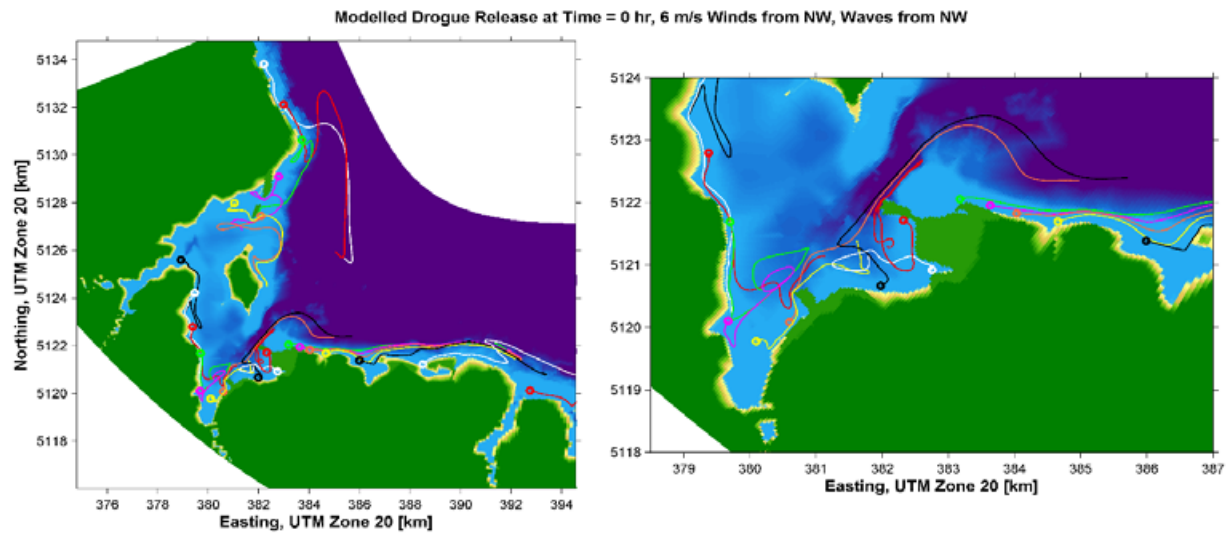 Modelled Drogue Release at Time = 0 hr, 6 m/s Winds from NW, Waves from NW
5134
5132
5130
5128
5126
5124
5122
5120
5118
Northing, UTM Zone 20 [km]
376 378 380 382 384 386 388 390 392 394
Easting, UTM Zone 20 [km]
5124
5123
5122
5121
5120
5119
5118
379 380 381 382 383 384 385 386 387
Easting, UTM Zone 20 [km]